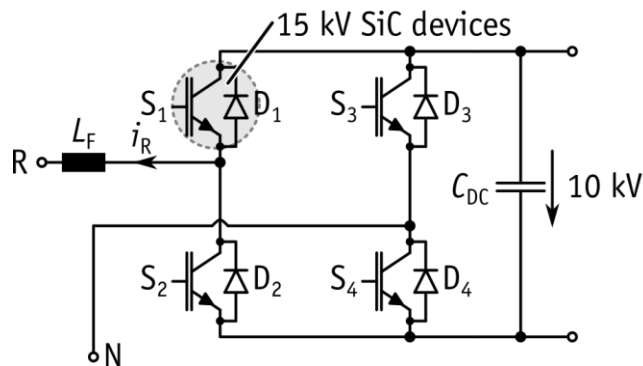 15 kV SiC devices
S1
D1
S3
D3
LF
iR
R
CDC
10 kV
S2
D2
S4
D4
N